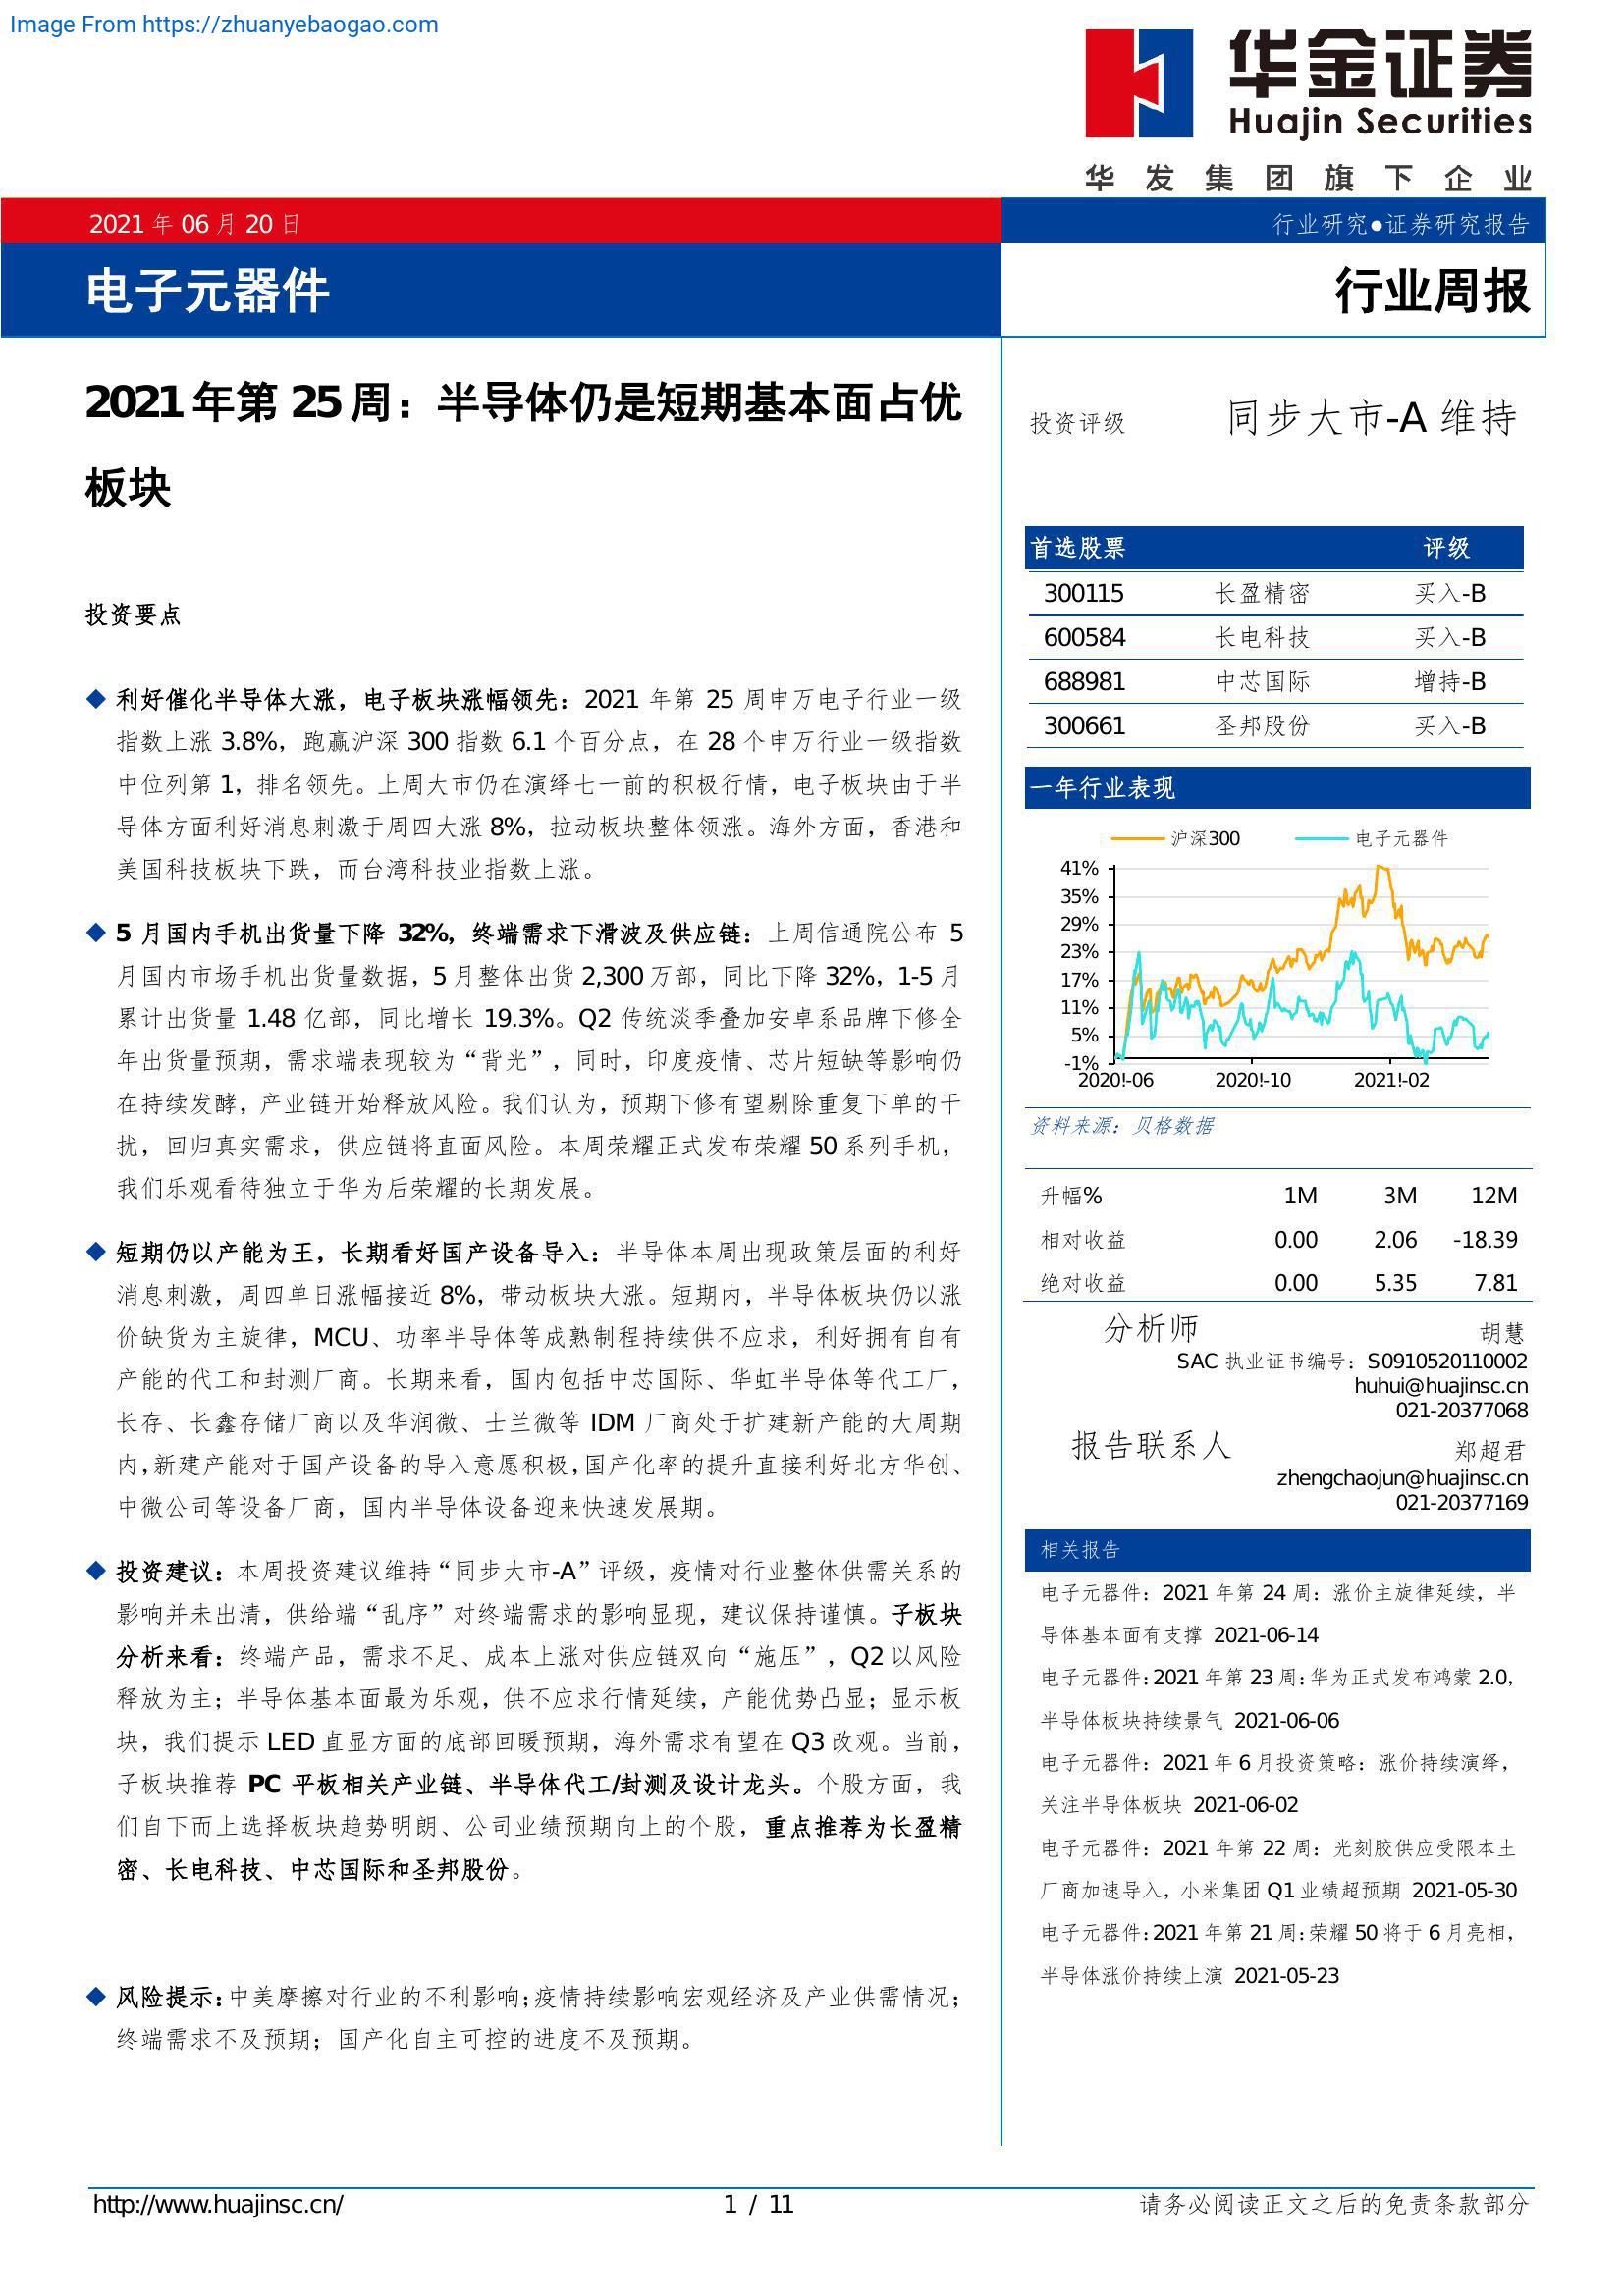 Image From https://zhuanyebaogao.com
华金证券
Huajin Securities
华发集团旗下企业
2021 年 06 月 20 日
行业研究●证券研究报告
电子元器件
行业周报
2021 年第 25 周：半导体仍是短期基本面占优
板块
投资要点
◆ 利好催化半导体大涨，电子板块涨幅领先：2021 年第 25 周申万电子行业一级
指数上涨 3.8%，跑赢沪深 300 指数 6.1 个百分点，在 28 个申万行业一级指数
中位列第 1，排名领先。上周大市仍在演绎七一前的积极行情，电子板块由于半
导体方面利好消息刺激于周四大涨 8%，拉动板块整体领涨。海外方面，香港和
美国科技板块下跌，而台湾科技业指数上涨。
◆ 5 月国内手机出货量下降 32%，终端需求下滑波及供应链：上周信通院公布 5
月国内市场手机出货量数据，5 月整体出货 2,300 万部，同比下降 32%，1-5 月
累计出货量 1.48 亿部，同比增长 19.3%。Q2 传统淡季叠加安卓系品牌下修全
年出货量预期，需求端表现较为“背光”，同时，印度疫情、芯片短缺等影响仍
在持续发酵，产业链开始释放风险。我们认为，预期下修有望剔除重复下单的干
扰，回归真实需求，供应链将直面风险。本周荣耀正式发布荣耀 50 系列手机，
我们乐观看待独立于华为后荣耀的长期发展。
◆ 短期仍以产能为王，长期看好国产设备导入：半导体本周出现政策层面的利好
消息刺激，周四单日涨幅接近 8%，带动板块大涨。短期内，半导体板块仍以涨
价缺货为主旋律，MCU、功率半导体等成熟制程持续供不应求，利好拥有自有
产能的代工和封测厂商。长期来看，国内包括中芯国际、华虹半导体等代工厂，
长存、长鑫存储厂商以及华润微、士兰微等 IDM 厂商处于扩建新产能的大周期
内，新建产能对于国产设备的导入意愿积极，国产化率的提升直接利好北方华创、
中微公司等设备厂商，国内半导体设备迎来快速发展期。
◆ 投资建议：本周投资建议维持“同步大市-A”评级，疫情对行业整体供需关系的
影响并未出清，供给端“乱序”对终端需求的影响显现，建议保持谨慎。子板块
分析来看：终端产品，需求不足、成本上涨对供应链双向“施压”，Q2 以风险
释放为主；半导体基本面最为乐观，供不应求行情延续，产能优势凸显；显示板
块，我们提示 LED 直显方面的底部回暖预期，海外需求有望在 Q3 改观。当前，
子板块推荐 PC 平板相关产业链、半导体代工/封测及设计龙头。个股方面，我
们自下而上选择板块趋势明朗、公司业绩预期向上的个股，重点推荐为长盈精
密、长电科技、中芯国际和圣邦股份。
◆ 风险提示：中美摩擦对行业的不利影响；疫情持续影响宏观经济及产业供需情况；
终端需求不及预期；国产化自主可控的进度不及预期。
投资评级 同步大市-A 维持
首选股票 评级
300115 长盈精密 买入-B
600584 长电科技 买入-B
688981 中芯国际 增持-B
300661 圣邦股份 买入-B
一年行业表现
沪深300 电子元器件
41%
35%
29%
23%
17%
11%
5%
-1%
2020!-06 2020!-10 2021!-02
资料来源：贝格数据
升幅% 1M 3M 12M
相对收益 0.00 2.06 -18.39
绝对收益 0.00 5.35 7.81
分析师 胡慧
SAC 执业证书编号：S0910520110002
huhui@huajinsc.cn
021-20377068
报告联系人 郑超君
zhengchaojun@huajinsc.cn
021-20377169
相关报告
电子元器件：2021 年第 24 周：涨价主旋律延续，半
导体基本面有支撑 2021-06-14
电子元器件：2021 年第 23 周：华为正式发布鸿蒙 2.0，
半导体板块持续景气 2021-06-06
电子元器件：2021 年 6 月投资策略：涨价持续演绎，
关注半导体板块 2021-06-02
电子元器件：2021 年第 22 周：光刻胶供应受限本土
厂商加速导入，小米集团 Q1 业绩超预期 2021-05-30
电子元器件：2021 年第 21 周：荣耀 50 将于 6 月亮相，
半导体涨价持续上演 2021-05-23
http://www.huajinsc.cn/ 1 / 11 请务必阅读正文之后的免责条款部分